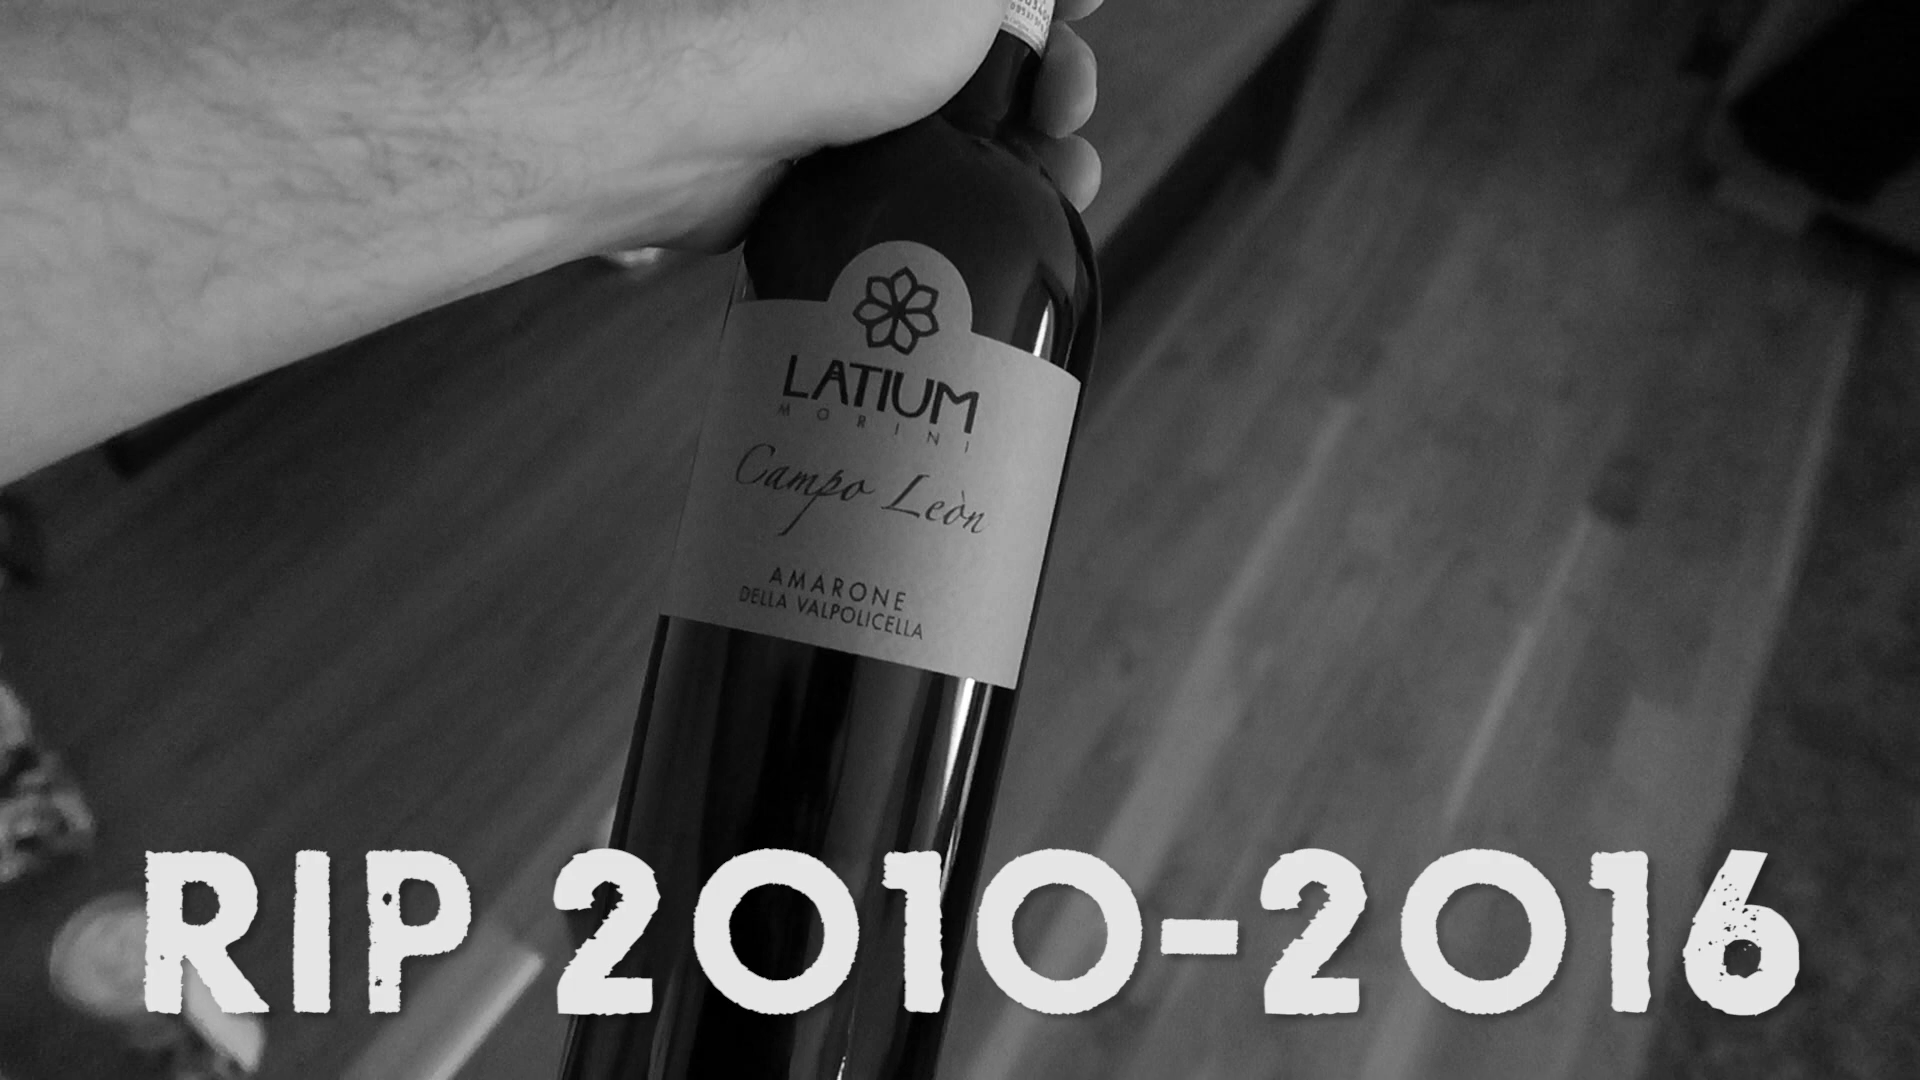 LATIUM
MORINI
Campo Leòn
AMARONE
DELLA VALPOLICELLA
RIP 2010-2016